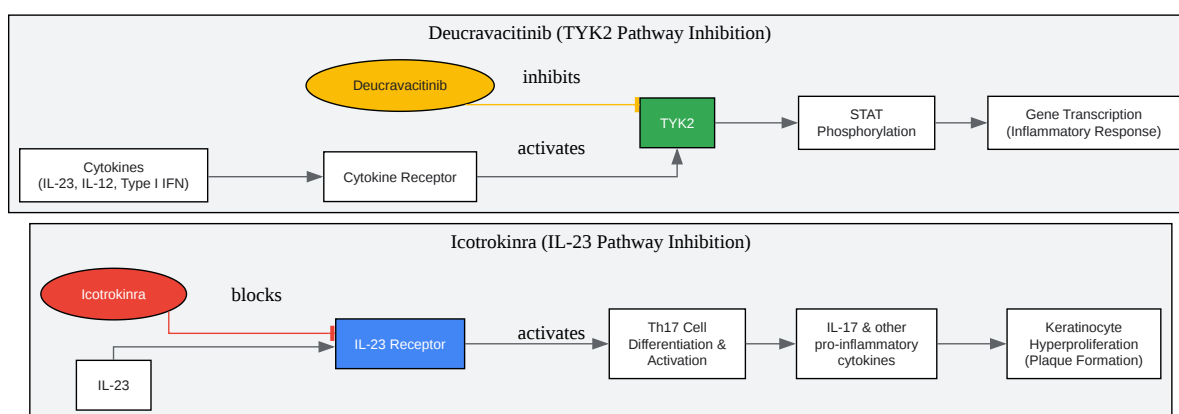 Deucravacitinib (TYK2 Pathway Inhibition)
Deucravacitinib
inhibits
TYK2
STAT
Phosphorylation
Gene Transcription
(Inflammatory Response)
activates
Cytokines
(IL-23, IL-12, Type I IFN)
Cytokine Receptor
Icotrokinra (IL-23 Pathway Inhibition)
Icotrokinra
blocks
IL-23 Receptor
activates
Th17 Cell
Differentiation &
Activation
IL-17 & other
pro-inflammatory
cytokines
Keratinocyte
Hyperproliferation
(Plaque Formation)
IL-23